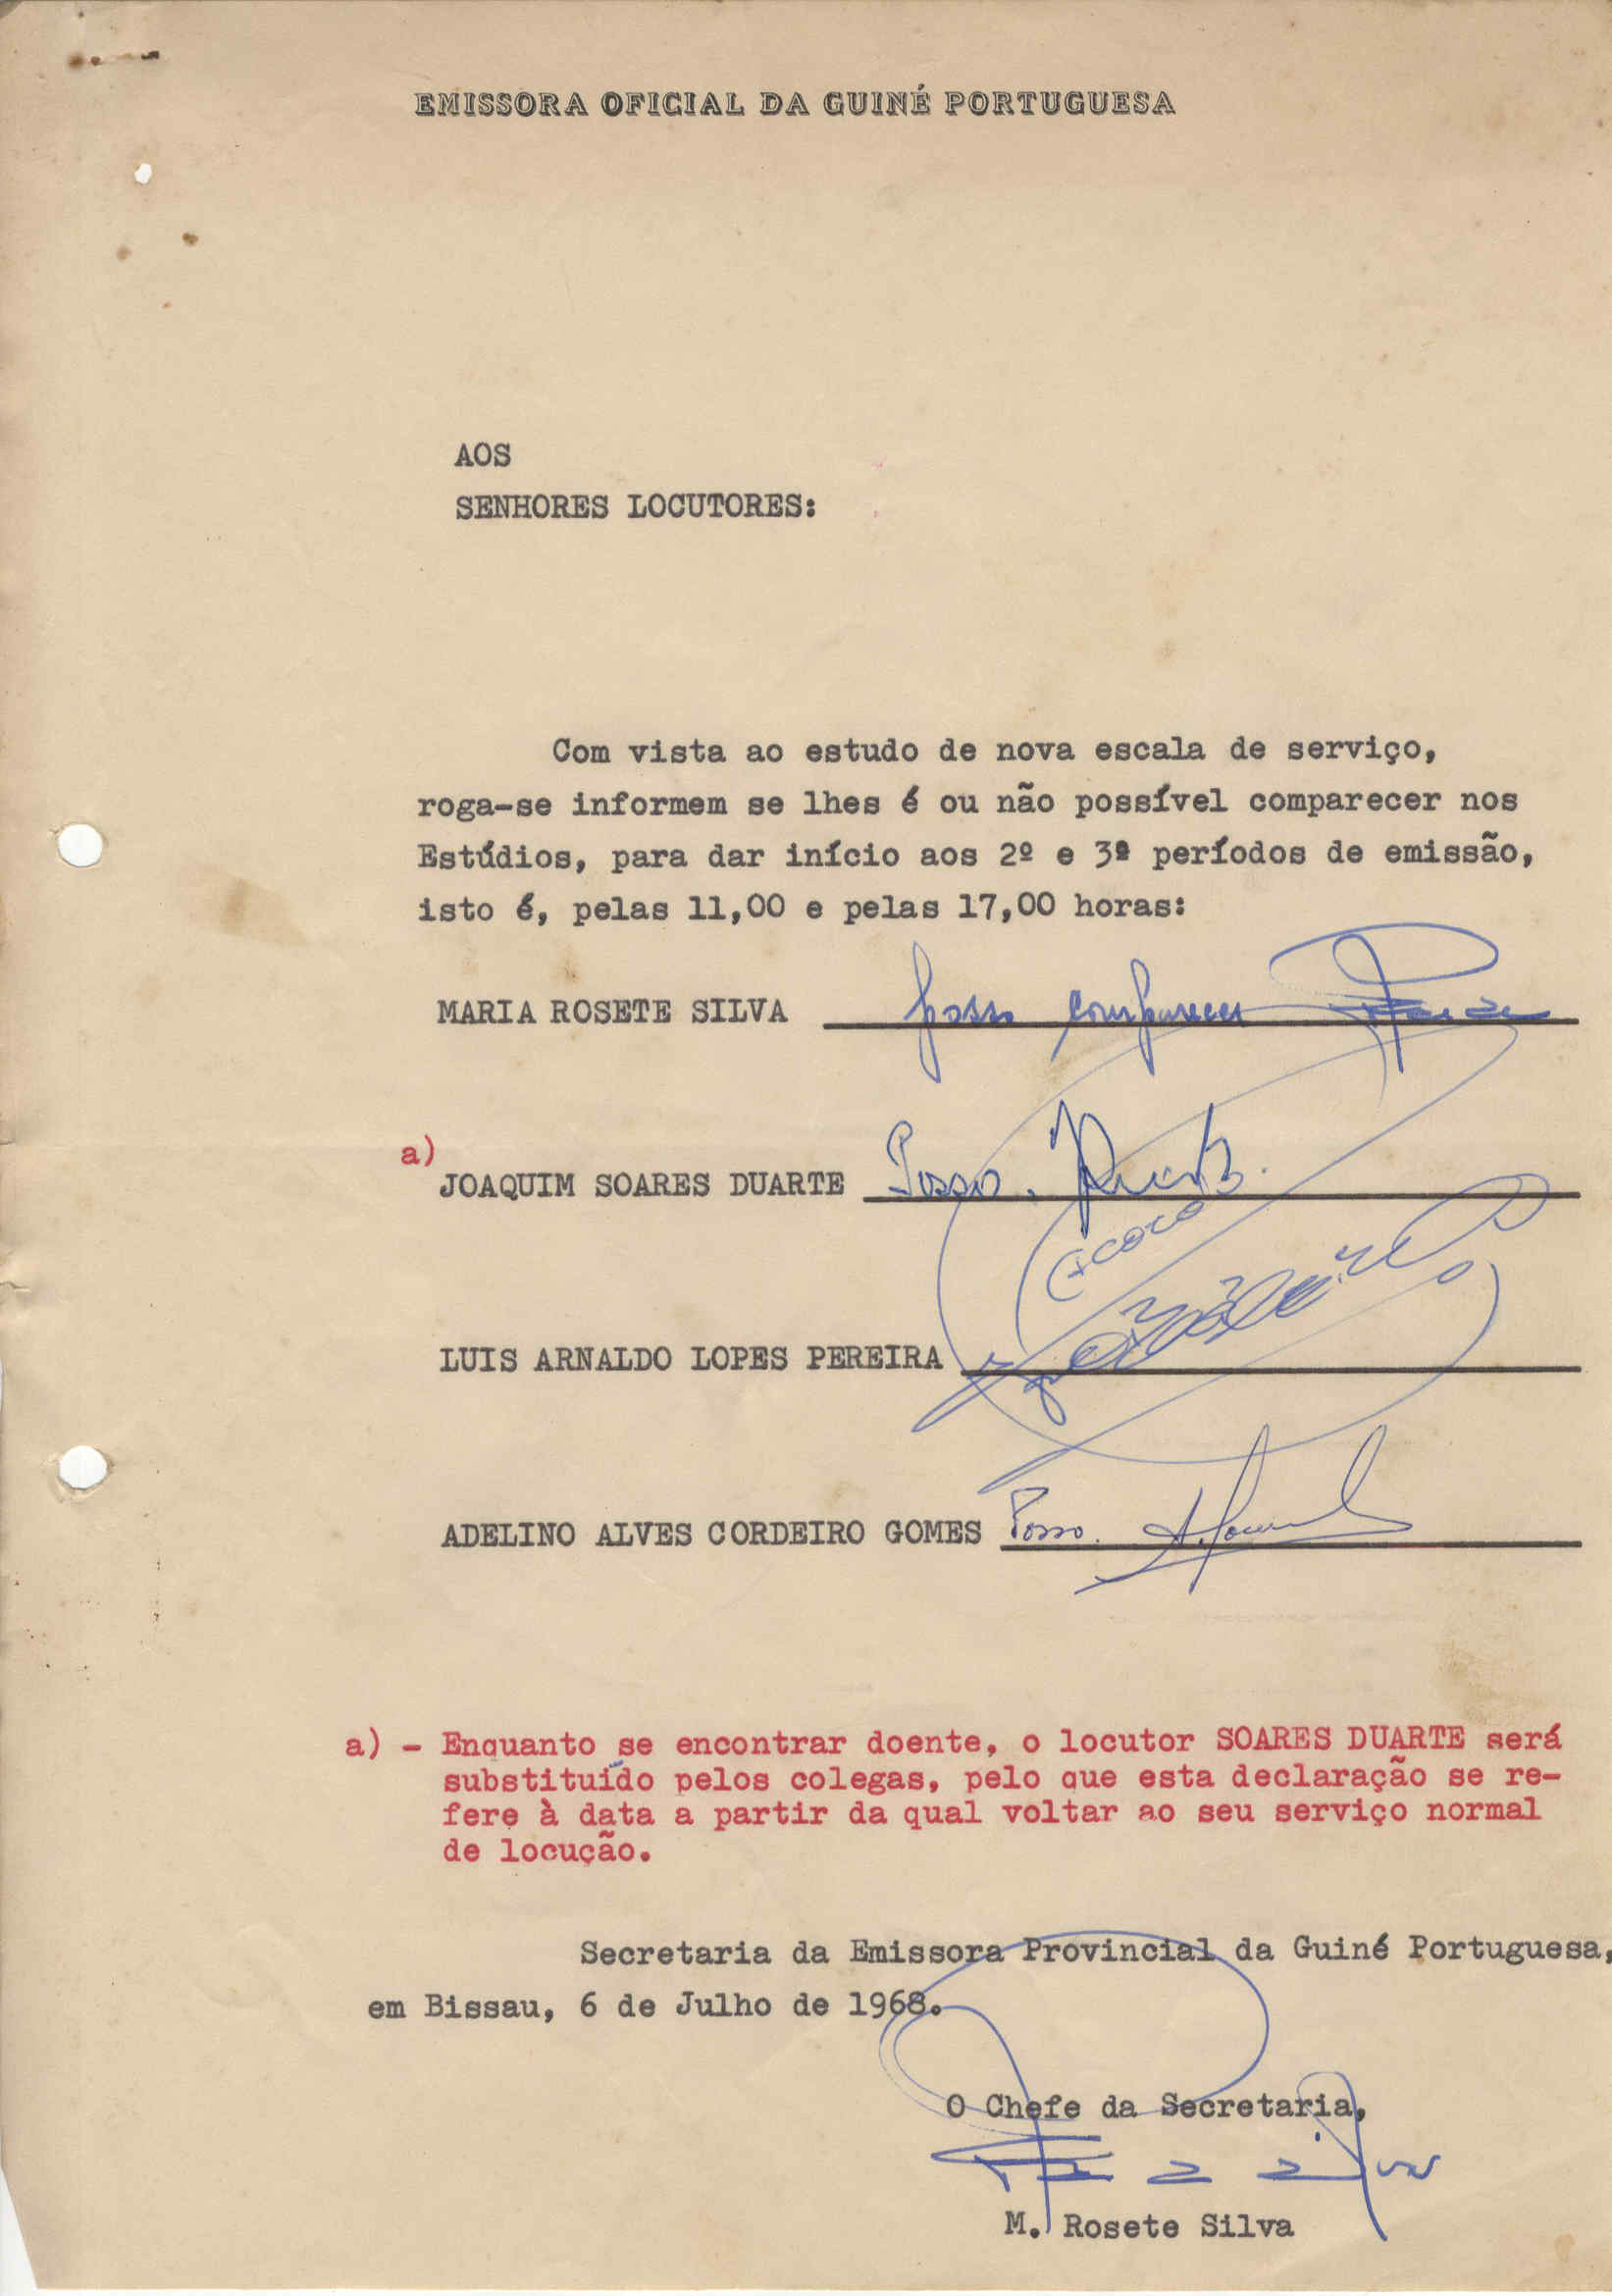 EMISSORA OFICIAL DA GUINÉ PORTUGUESA
AOS
SENHORES LOCUTORES:
Com vista ao estudo de nova escala de serviço,
roga-se informem se lhes é ou não possível comparecer nos
Estúdios, para dar início aos 2º e 3º períodos de emissão,
isto é, pelas 11,00 e pelas 17,00 horas:
MARIA ROSETE SILVA posso comparecer
a)
JOAQUIM SOARES DUARTE Posso.
LUIS ARNALDO LOPES PEREIRA
ADELINO ALVES CORDEIRO GOMES Posso.
a) - Enquanto se encontrar doente, o locutor SOARES DUARTE será
substituído pelos colegas, pelo que esta declaração se re-
fere à data a partir da qual voltar ao seu serviço normal
de locução.
Secretaria da Emissora Provincial da Guiné Portuguesa,
em Bissau, 6 de Julho de 1968.
O Chefe da Secretaria,
M. Rosete Silva